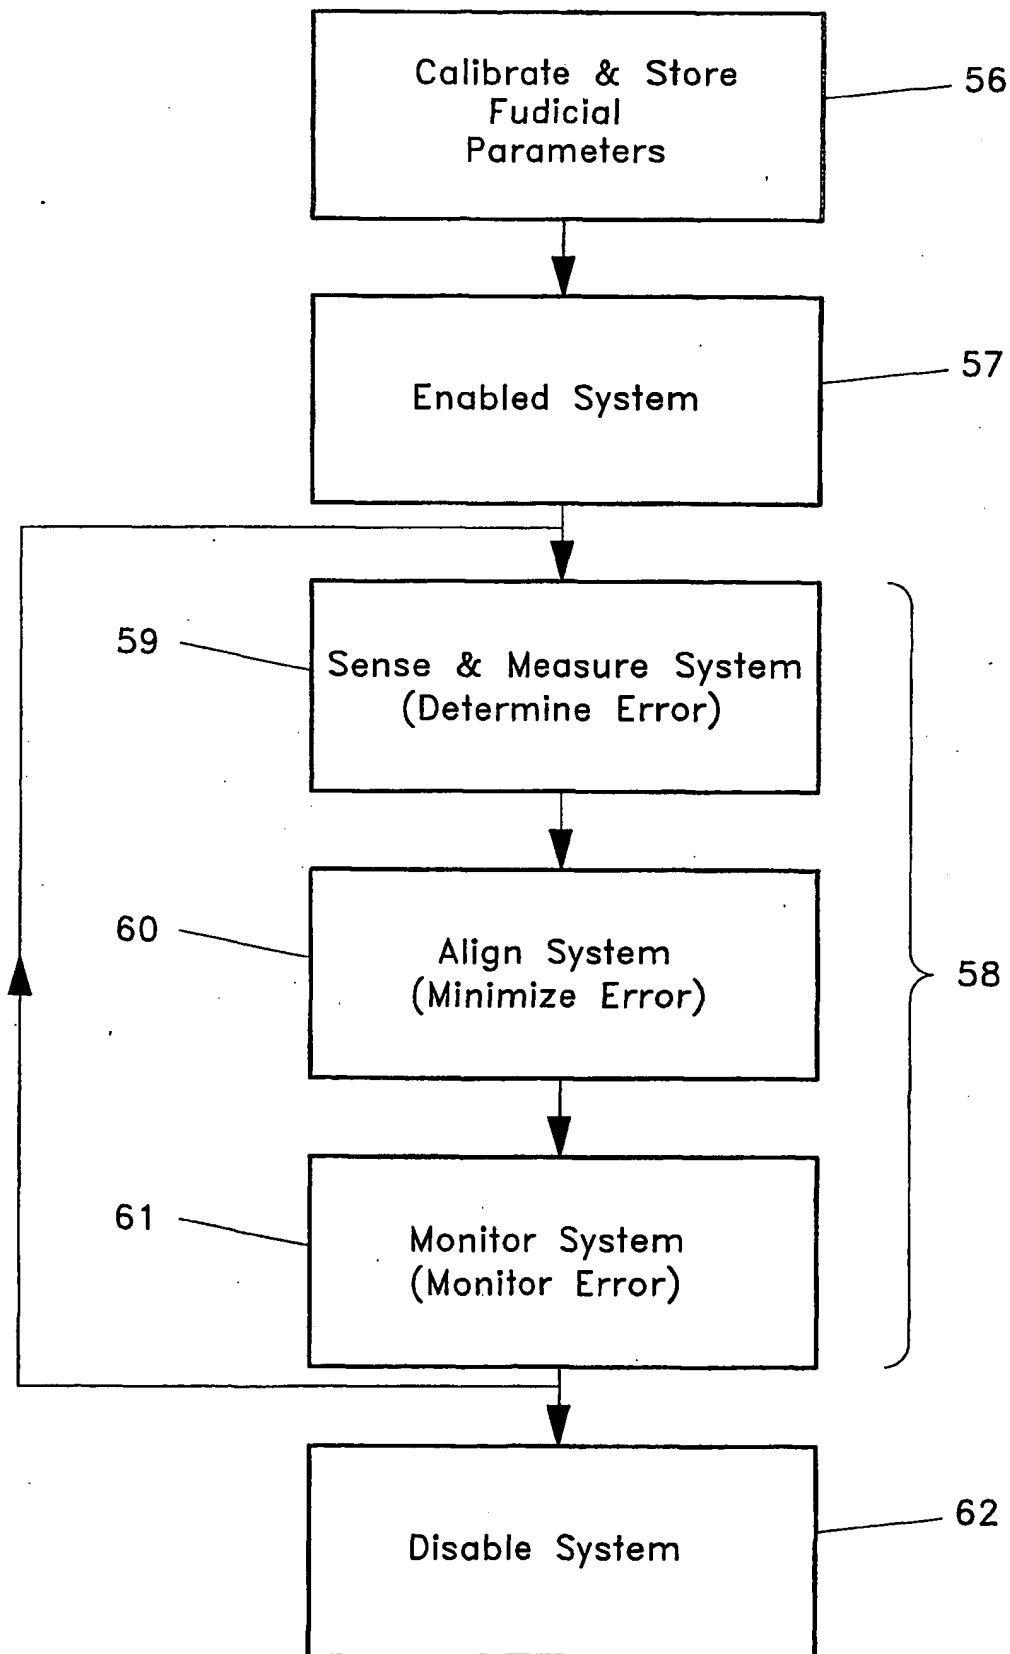 Calibrate & Store
Fudicial
Parameters
56
Enabled System
57
59
Sense & Measure System
(Determine Error)
60
Align System
(Minimize Error)
58
61
Monitor System
(Monitor Error)
Disable System
62